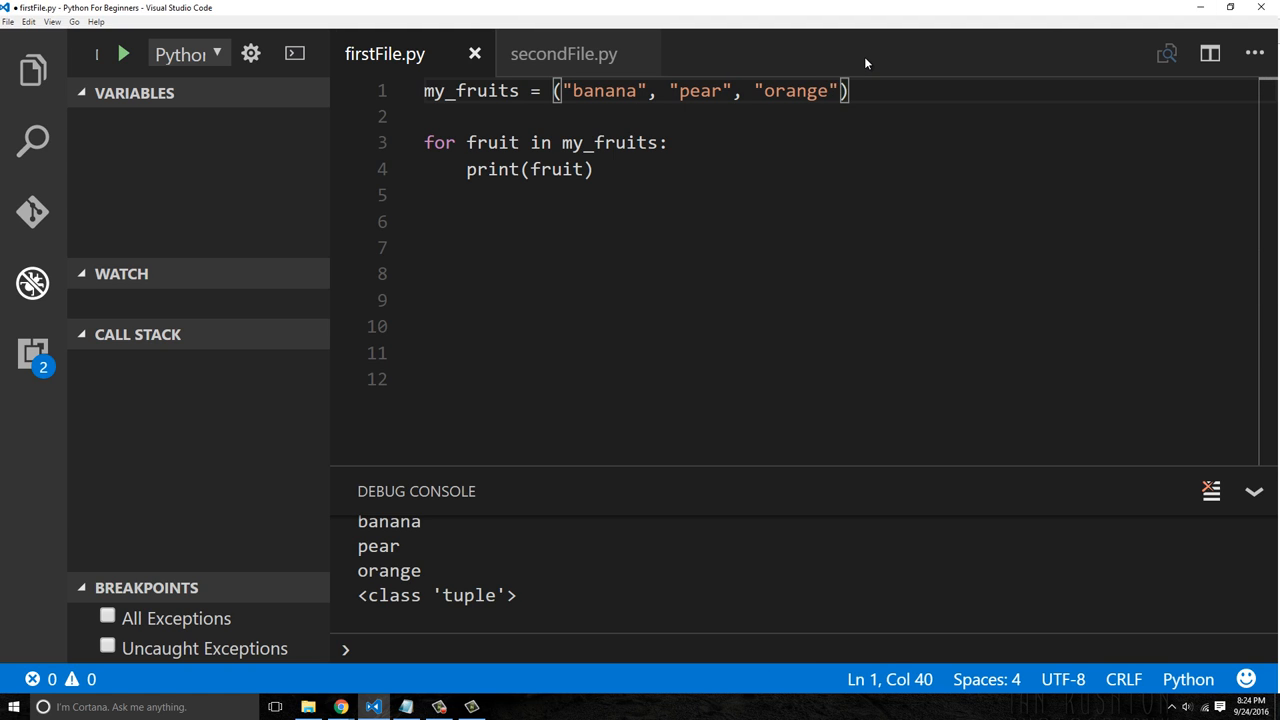 firstFile.py - Python For Beginners - Visual Studio Code
File Edit View Go Help
Python
firstFile.py
secondFile.py
VARIABLES
1 my_fruits = ("banana", "pear", "orange")
2
3 for fruit in my_fruits:
4 print(fruit)
5
6
7
8
9
10
11
12
WATCH
CALL STACK
2
DEBUG CONSOLE
banana
pear
orange
<class 'tuple'>
BREAKPOINTS
All Exceptions
Uncaught Exceptions
0 0
Ln 1, Col 40 Spaces: 4 UTF-8 CRLF Python
I'm Cortana. Ask me anything.
8:24 PM
9/24/2016